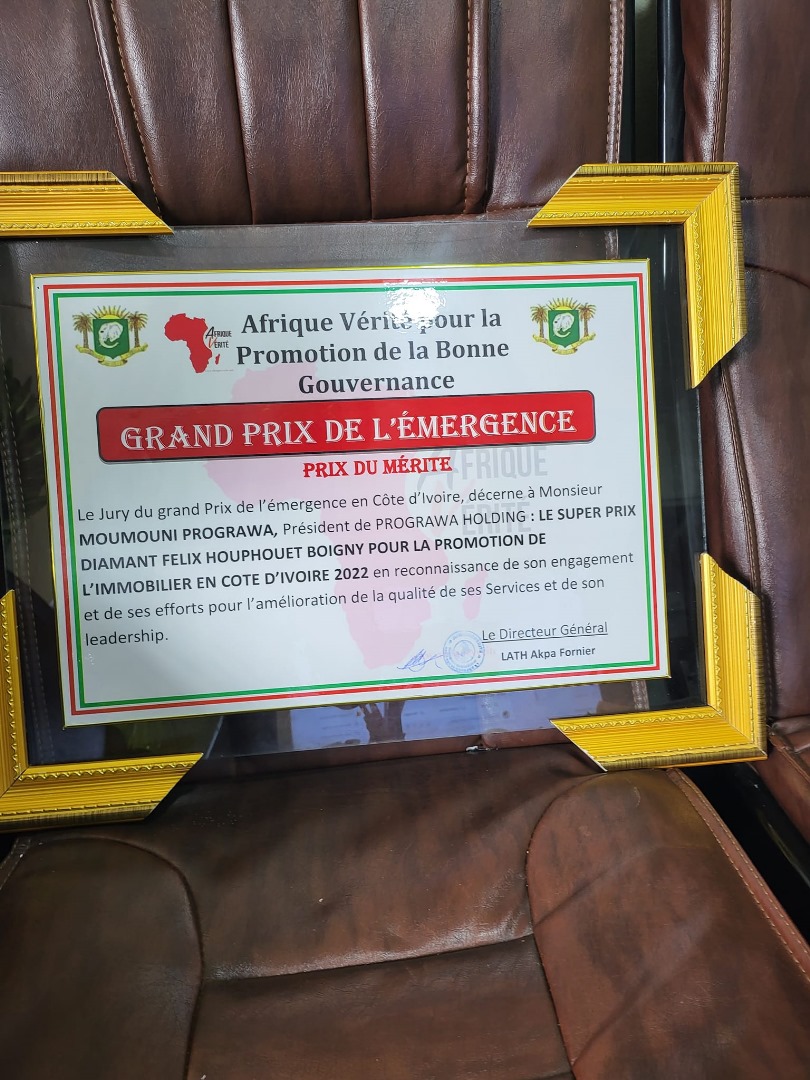 AFRIQUE
VÉRITÉ
Afrique Vérité pour la
Promotion de la Bonne
Gouvernance
GRAND PRIX DE L'ÉMERGENCE
PRIX DU MÉRITE
AFRIQUE
VÉRITÉ
Le Jury du grand Prix de l'émergence en Côte d'Ivoire, décerne à Monsieur
MOUMOUNI PROGRAWA, Président de PROGRAWA HOLDING : LE SUPER PRIX
DIAMANT FELIX HOUPHOUET BOIGNY POUR LA PROMOTION DE
L'IMMOBILIER EN COTE D'IVOIRE 2022 en reconnaissance de son engagement
et de ses efforts pour l'amélioration de la qualité de ses Services et de son
leadership.
Le Directeur Général
LATH Akpa Fornier